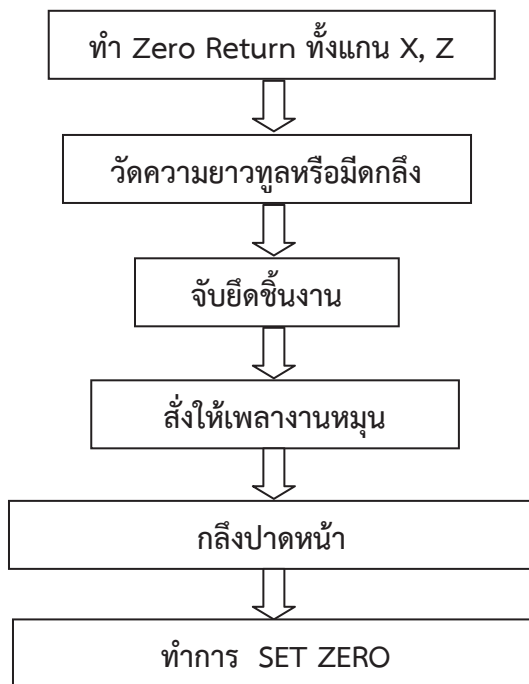 ทำ Zero Return ทั้งแกน X, Z
วัดความยาวทูลหรือมีดกลึง
จับยึดชิ้นงาน
สั่งให้เพลางานหมุน
กลึงปาดหน้า
ทำการ SET ZERO